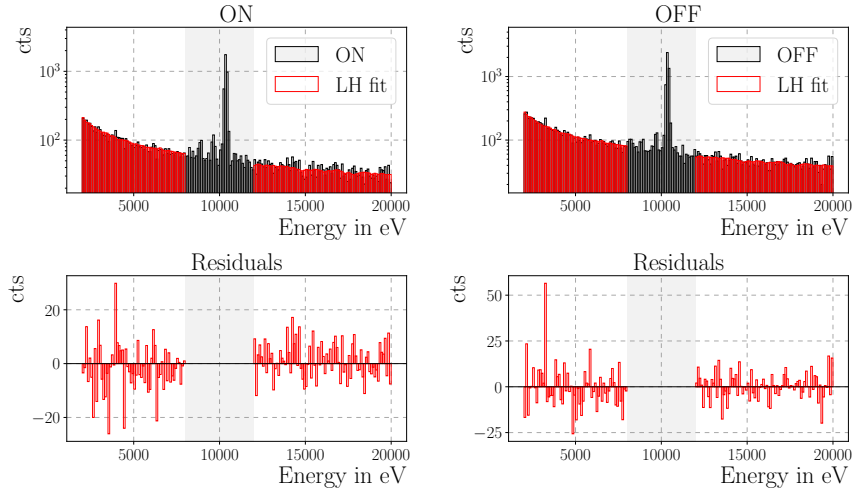 ON
cts
10³
10²
ON
LH fit
5000 10000 15000 20000
Energy in eV
OFF
cts
10³
10²
OFF
LH fit
5000 10000 15000 20000
Energy in eV
Residuals
cts
20
0
−20
5000 10000 15000 20000
Energy in eV
Residuals
cts
50
25
0
−25
5000 10000 15000 20000
Energy in eV